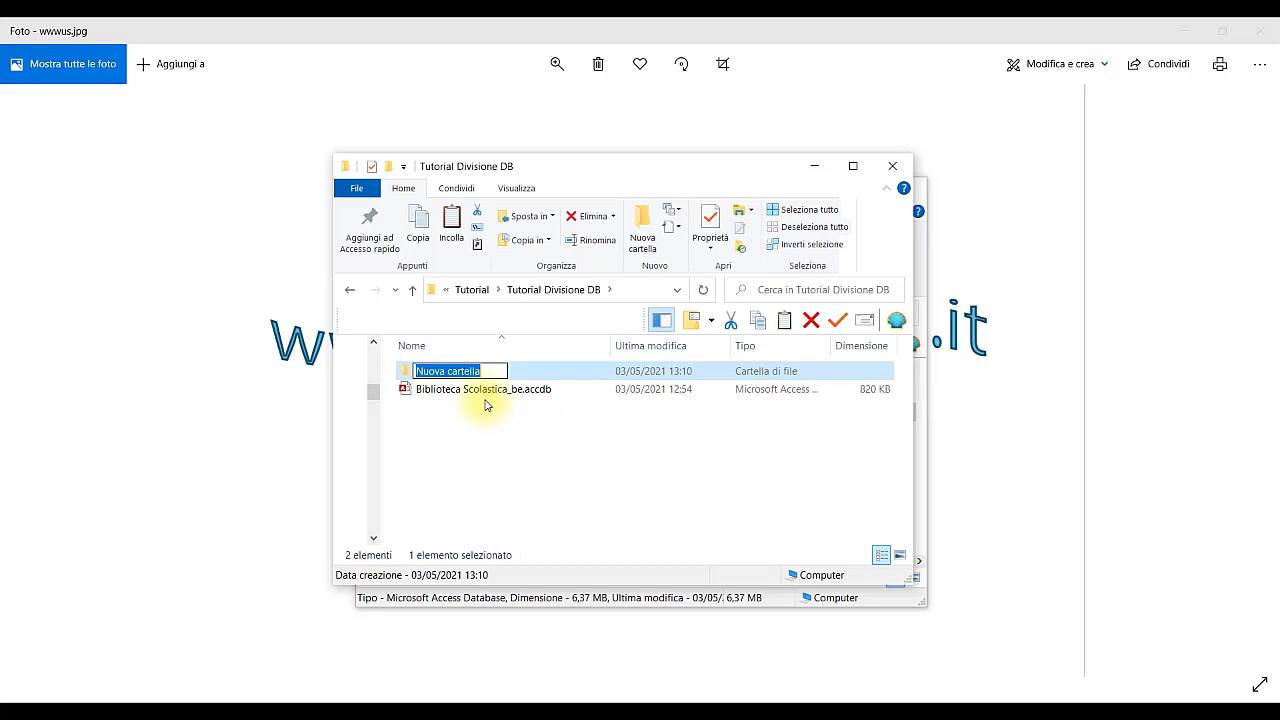 Foto - wwwus.jpg
Mostra tutte le foto
Aggiungi a
Modifica e crea
Condividi
Tutorial Divisione DB
File Home Condividi Visualizza
Aggiungi ad
Accesso rapido
Copia
Incolla
Appunti
Sposta in
Copia in
Elimina
Rinomina
Organizza
Nuova
cartella
Nuovo
Proprietà
Apri
Seleziona tutto
Deseleziona tutto
Inverti selezione
Selezione
« Tutorial > Tutorial Divisione DB >
Cerca in Tutorial Divisione DB
Nome Ultima modifica Tipo Dimensione
Nuova cartella 03/05/2021 13:10 Cartella di file
Biblioteca Scolastica_be.accdb 03/05/2021 12:54 Microsoft Access ... 820 KB
2 elementi 1 elemento selezionato
Data creazione - 03/05/2021 13:10 Computer
Tipo - Microsoft Access Database, Dimensione - 6,37 MB, Ultima modifica - 03/05/. 6,37 MB Computer
.it